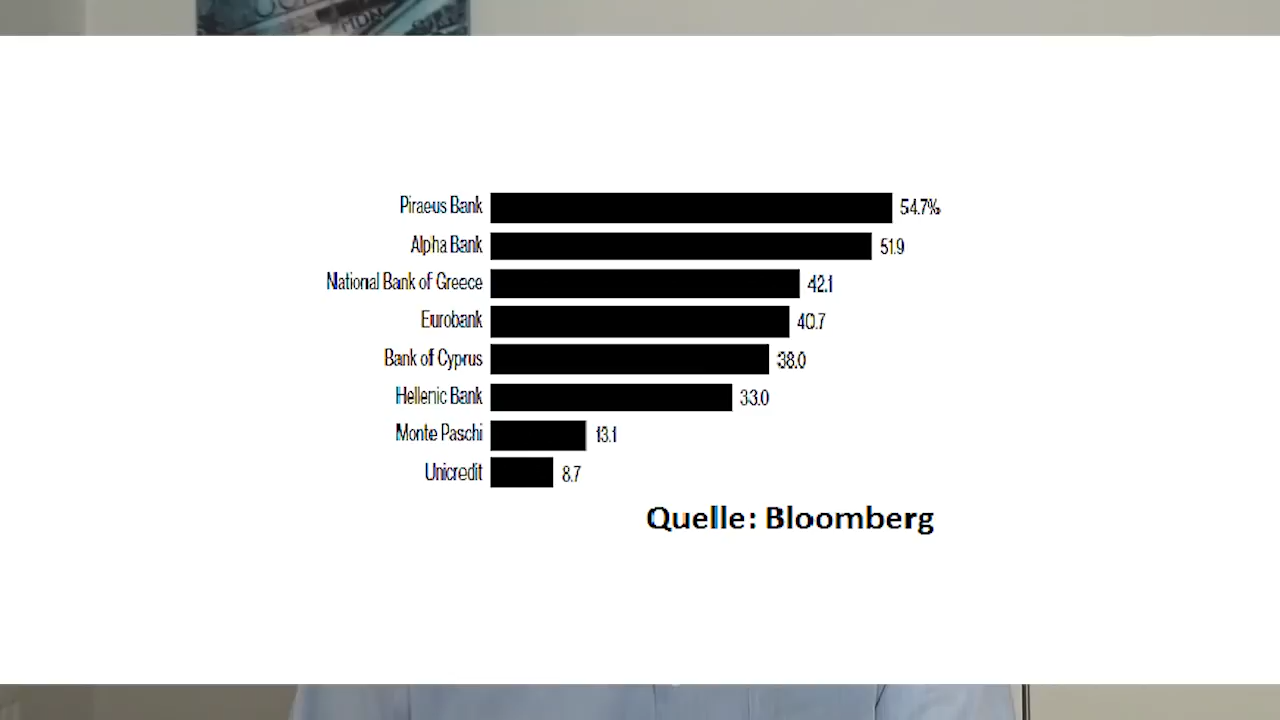 Piraeus Bank 54.7%
Alpha Bank 51.9
National Bank of Greece 42.1
Eurobank 40.7
Bank of Cyprus 38.0
Hellenic Bank 33.0
Monte Paschi 13.1
Unicredit 8.7
Quelle: Bloomberg